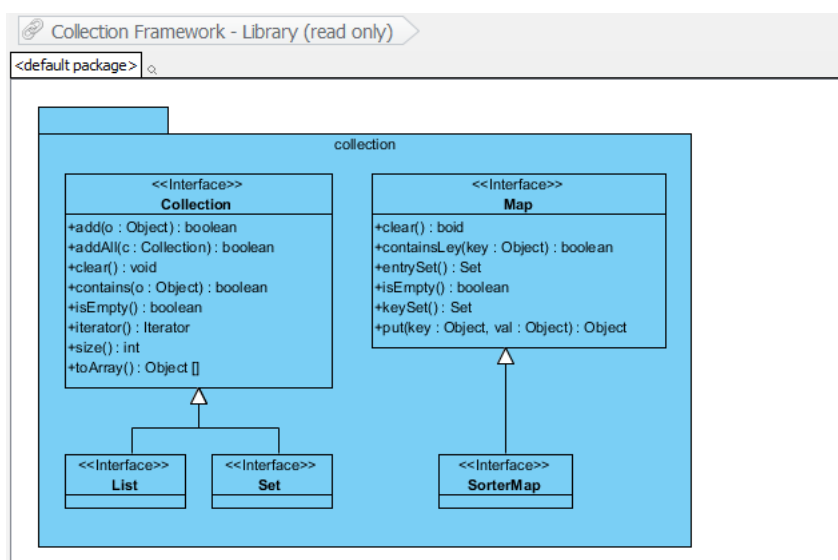 Collection Framework - Library (read only)
<default package>
collection
<<Interface>>
Collection
+add(o : Object) : boolean
+addAll(c : Collection) : boolean
+clear() : void
+contains(o : Object) : boolean
+isEmpty() : boolean
+iterator() : Iterator
+size() : int
+toArray() : Object []
<<Interface>>
Map
+clear() : boid
+containsLey(key : Object) : boolean
+entrySet() : Set
+isEmpty() : boolean
+keySet() : Set
+put(key : Object, val : Object) : Object
<<Interface>>
List
<<Interface>>
Set
<<Interface>>
SorterMap